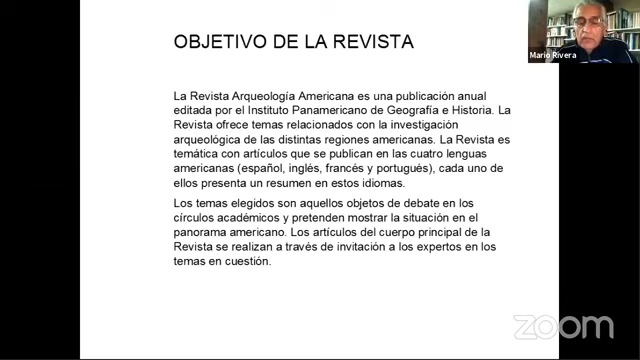 OBJETIVO DE LA REVISTA
Mario Rivera
La Revista Arqueología Americana es una publicación anual
editada por el Instituto Panamericano de Geografía e Historia. La
Revista ofrece temas relacionados con la investigación
arqueológica de las distintas regiones americanas. La Revista es
temática con artículos que se publican en las cuatro lenguas
americanas (español, inglés, francés y portugués), cada uno de
ellos presenta un resumen en estos idiomas.
Los temas elegidos son aquellos objetos de debate en los
círculos académicos y pretenden mostrar la situación en el
panorama americano. Los artículos del cuerpo principal de la
Revista se realizan a través de invitación a los expertos en los
temas en cuestión.
zoom